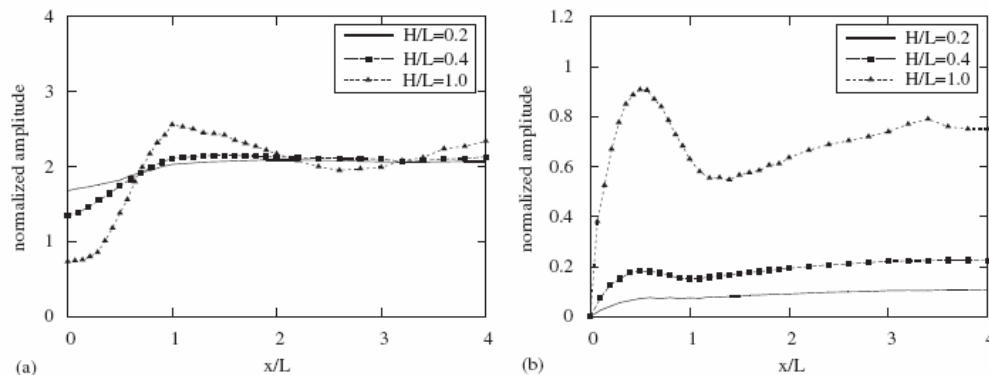 4
3
2
1
0
normalized amplitude
H/L=0.2
H/L=0.4
H/L=1.0
0 1 2 3 4
x/L
(a)
1.2
1
0.8
0.6
0.4
0.2
0
normalized amplitude
H/L=0.2
H/L=0.4
H/L=1.0
0 1 2 3 4
x/L
(b)